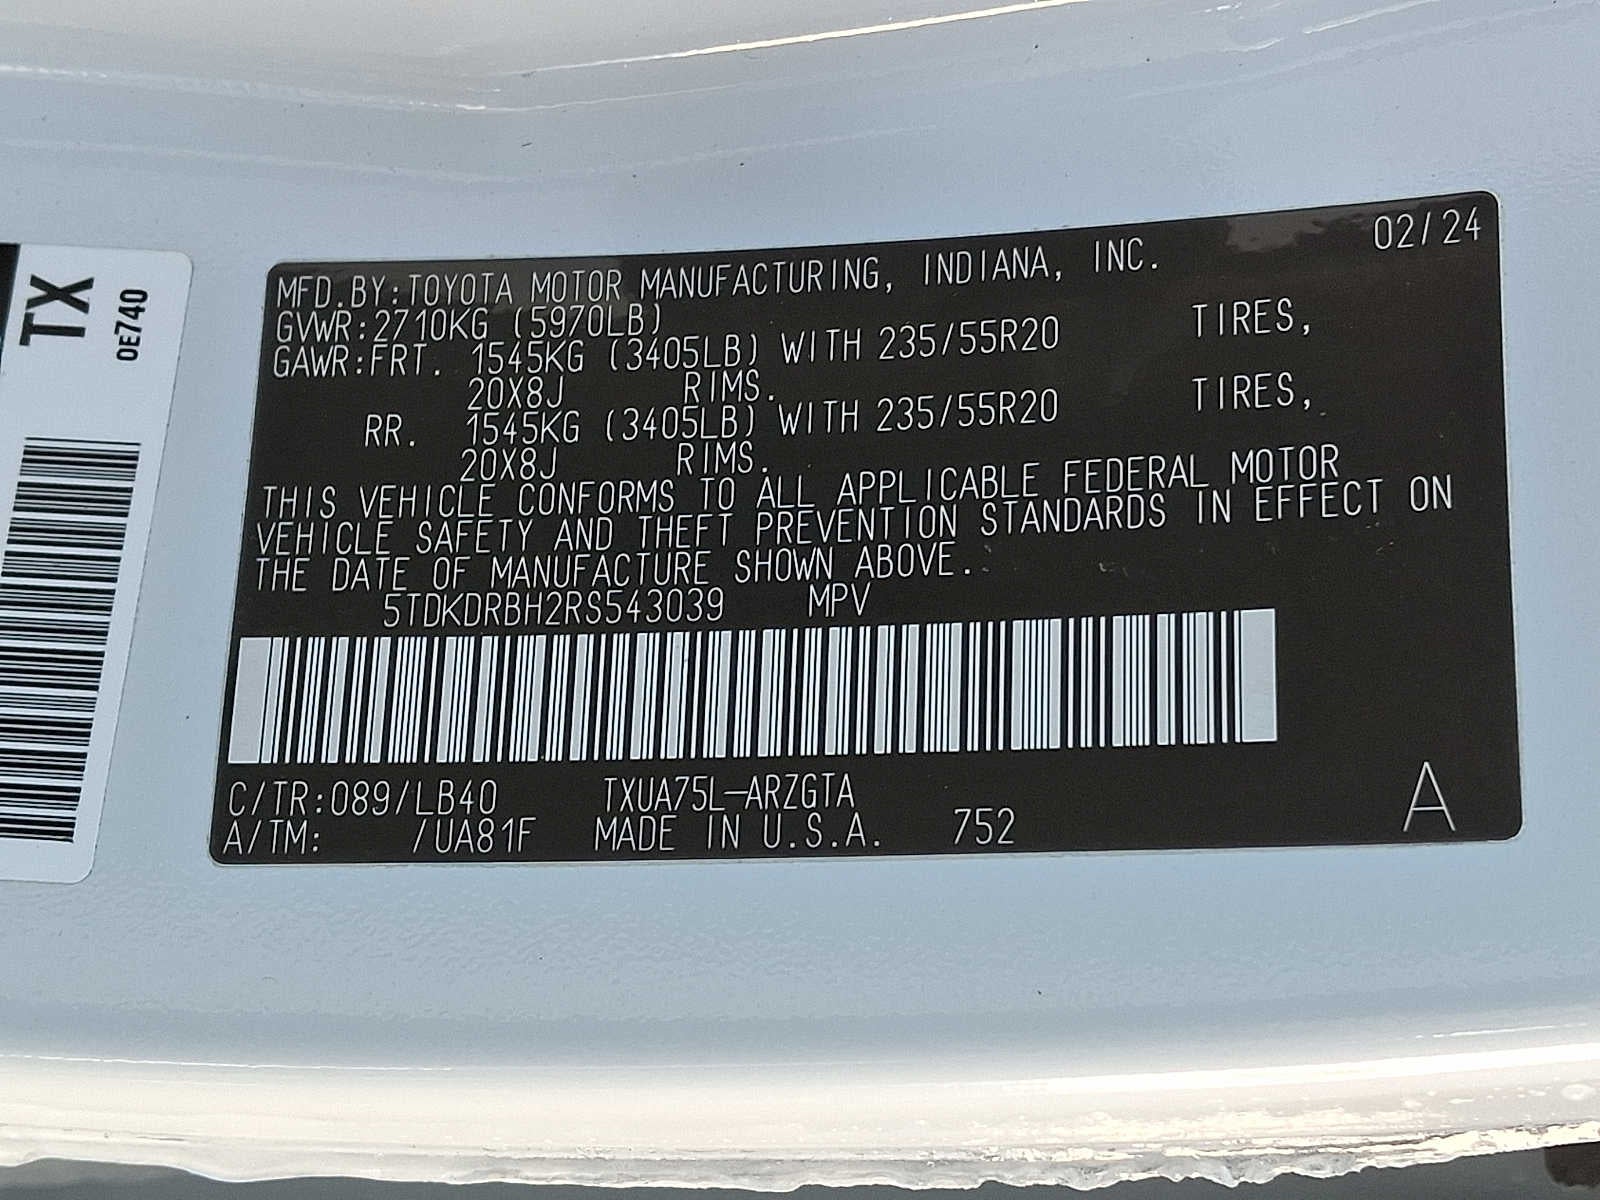 TX
0E740
02/24
MFD.BY:TOYOTA MOTOR MANUFACTURING, INDIANA, INC.
GVWR:2710KG (5970LB)
GAWR:FRT. 1545KG (3405LB) WITH 235/55R20 TIRES,
20X8J RIMS.
RR. 1545KG (3405LB) WITH 235/55R20 TIRES,
20X8J RIMS.
THIS VEHICLE CONFORMS TO ALL APPLICABLE FEDERAL MOTOR
VEHICLE SAFETY AND THEFT PREVENTION STANDARDS IN EFFECT ON
THE DATE OF MANUFACTURE SHOWN ABOVE.
5TDKDRBH2RS543039 MPV
C/TR:089/LB40 TXUA75L-ARZGTA
A/TM: /UA81F MADE IN U.S.A. 752 A